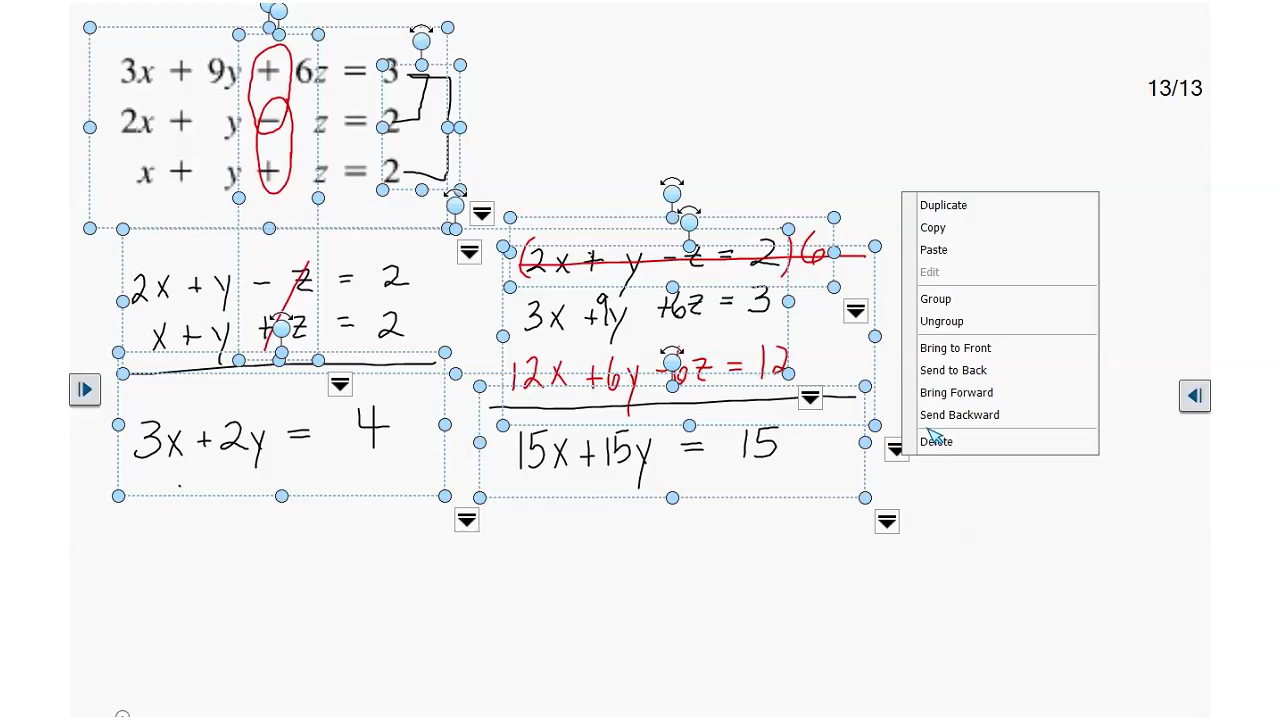 3x + 9y + 6z = 3
2x + y − z = 2
x + y + z = 2
13/13
2x + y − z = 2
x + y + z = 2
3x + 2y = 4
(2x + y − z = 2) 6
3x + 9y + 6z = 3
12x + 6y − 6z = 12
15x + 15y = 15
Duplicate
Copy
Paste
Edit
Group
Ungroup
Bring to Front
Send to Back
Bring Forward
Send Backward
Delete